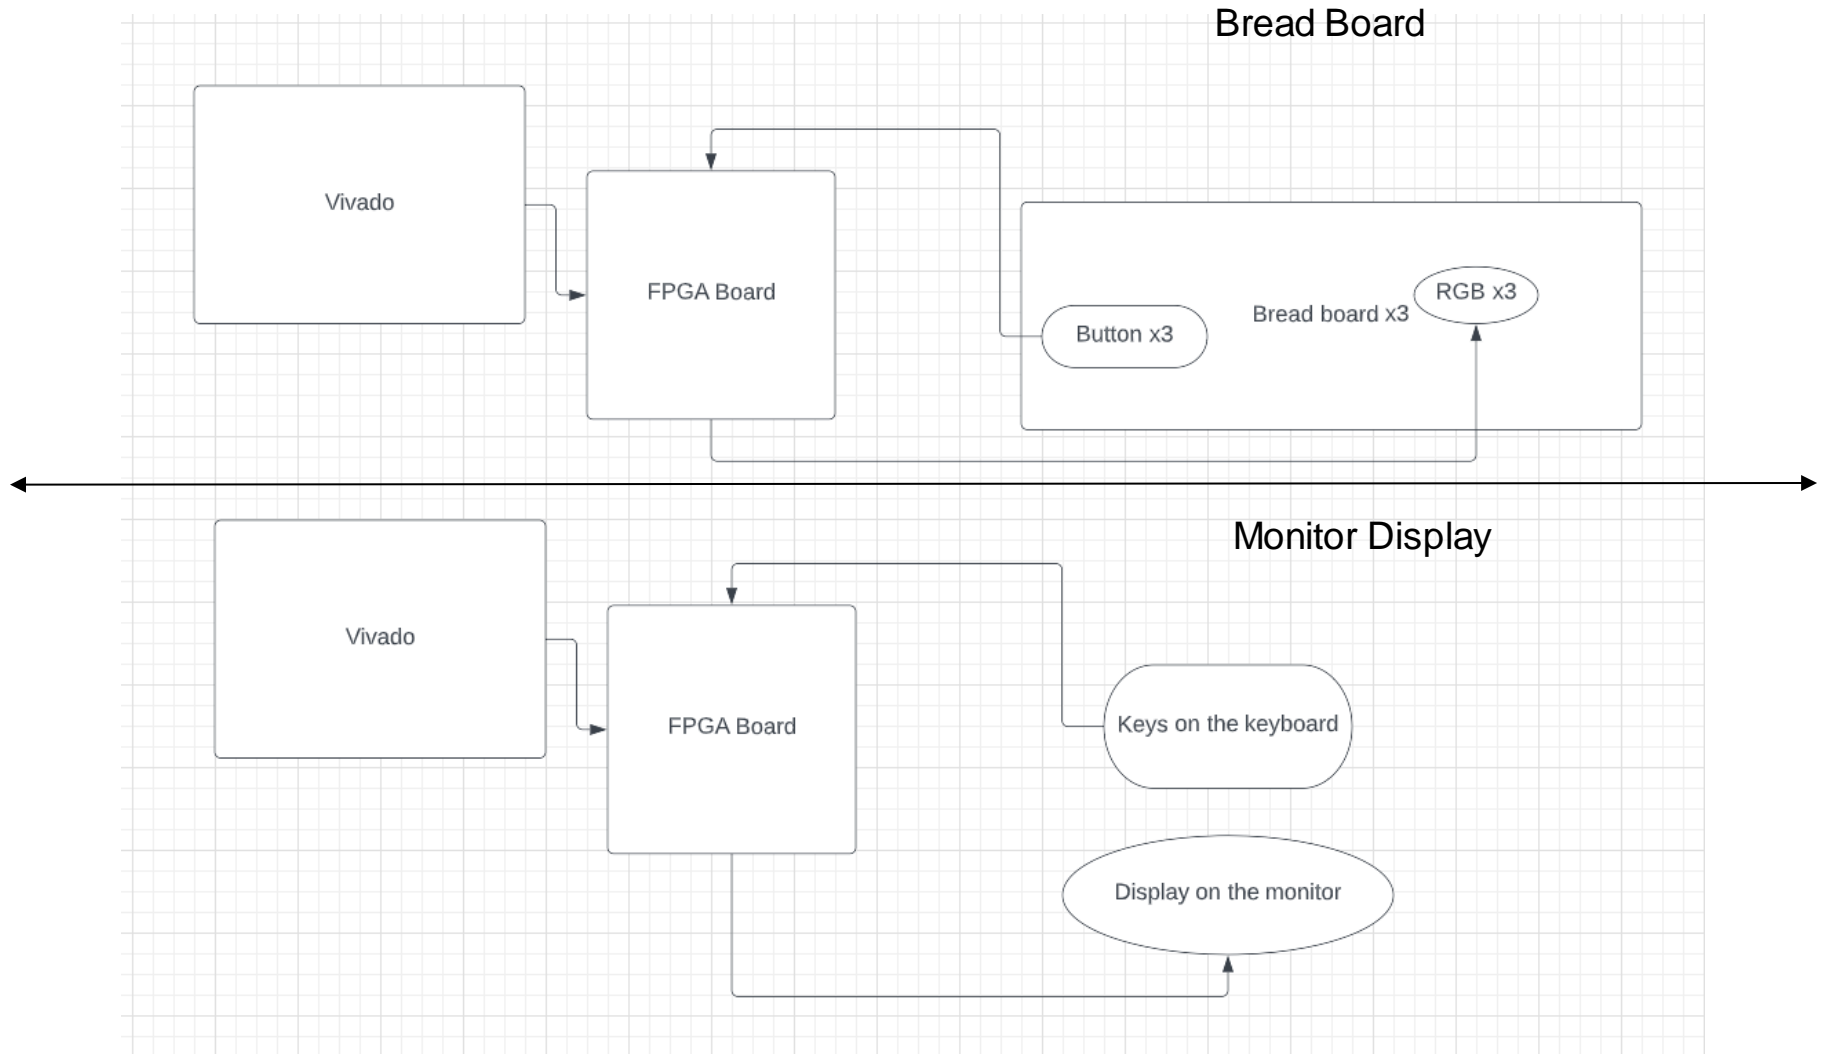 Bread Board
Vivado
FPGA Board
Button x3
Bread board x3
RGB x3
Monitor Display
Vivado
FPGA Board
Keys on the keyboard
Display on the monitor